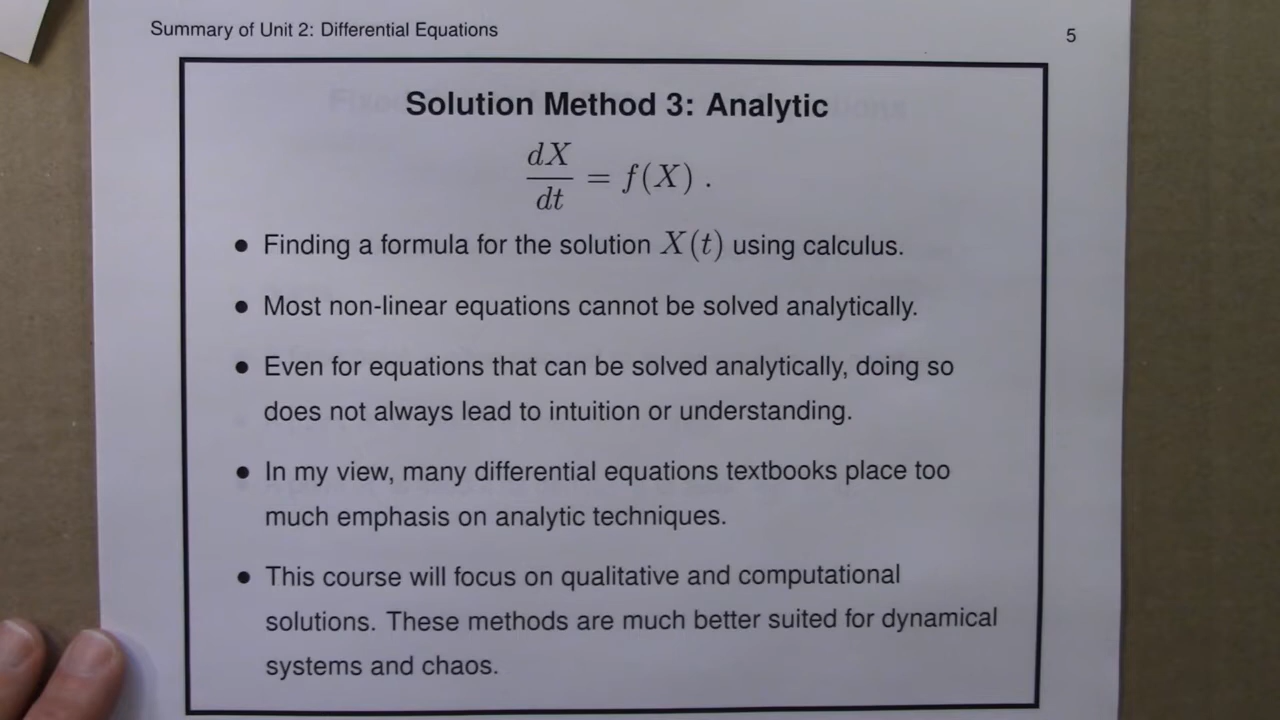 Summary of Unit 2: Differential Equations
5
Solution Method 3: Analytic
dX
dt
= f(X) .
• Finding a formula for the solution X(t) using calculus.
• Most non-linear equations cannot be solved analytically.
• Even for equations that can be solved analytically, doing so
does not always lead to intuition or understanding.
• In my view, many differential equations textbooks place too
much emphasis on analytic techniques.
• This course will focus on qualitative and computational
solutions. These methods are much better suited for dynamical
systems and chaos.